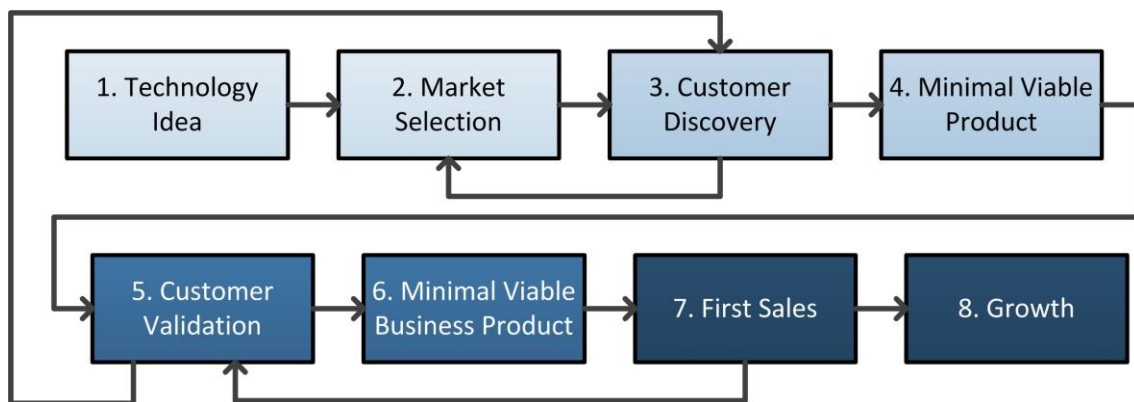 1. Technology
Idea
2. Market
Selection
3. Customer
Discovery
4. Minimal Viable
Product
5. Customer
Validation
6. Minimal Viable
Business Product
7. First Sales
8. Growth